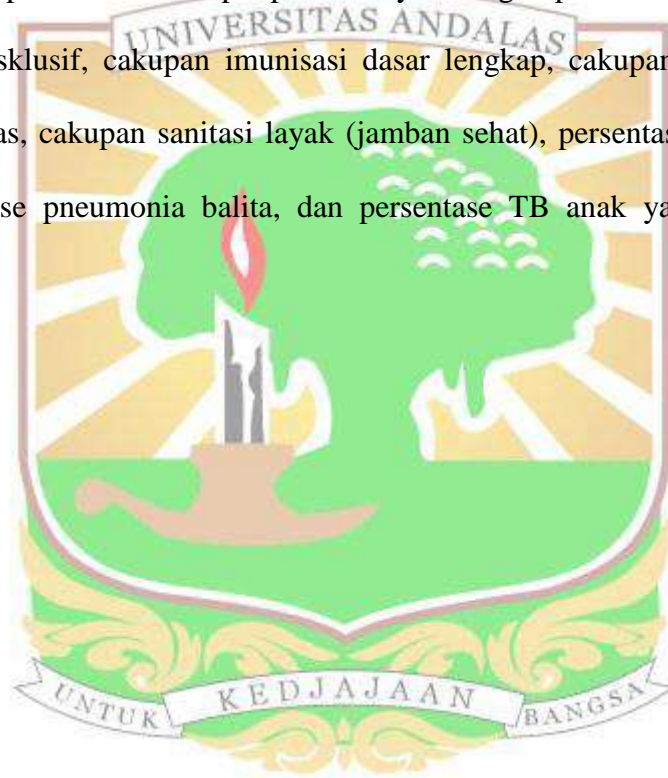 UNIVERSITAS ANDALAS
sklusif, cakupan imunisasi dasar lengkap, cakupan
as, cakupan sanitasi layak (jamban sehat), persentas
se pneumonia balita, dan persentase TB anak ya
UNTUK KEDJAJAAN BANGSA